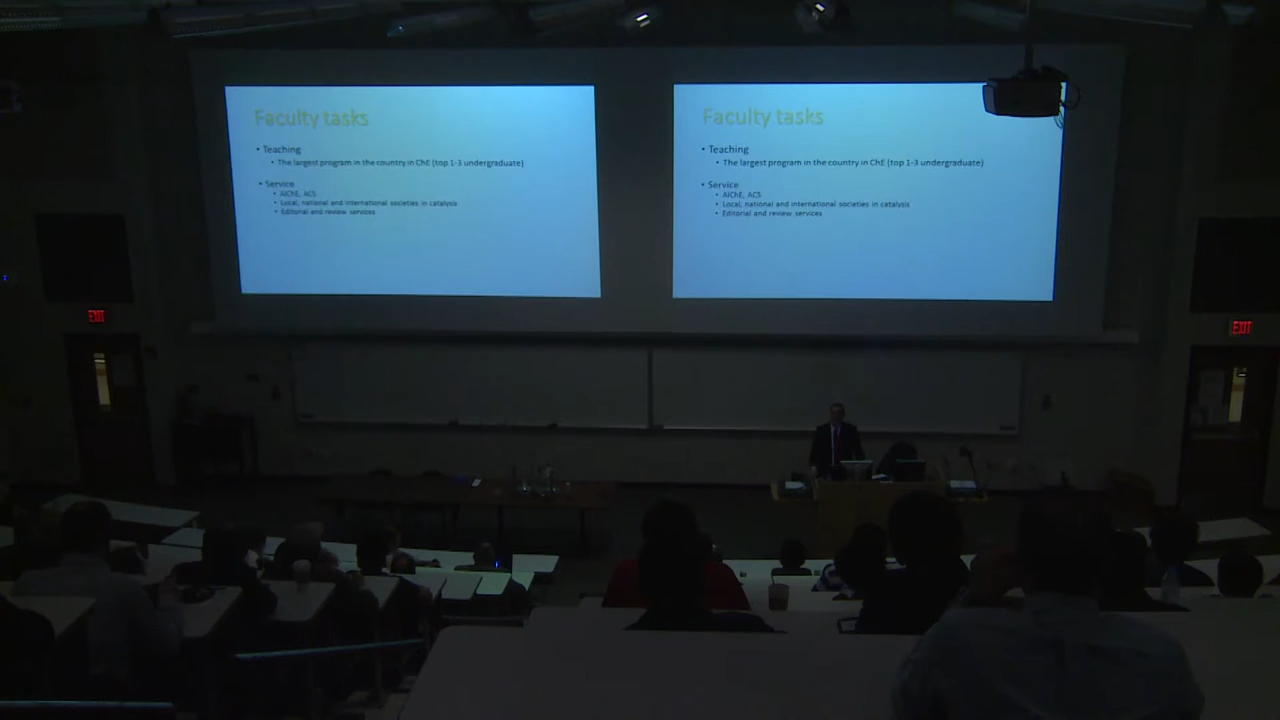 Faculty tasks
• Teaching
• The largest program in the country in ChE (top 1-3 undergraduate)
• Service
• AIChE, ACS
• Local, national and international societies in catalysis
• Editorial and review services
Faculty tasks
• Teaching
• The largest program in the country in ChE (top 1-3 undergraduate)
• Service
• AIChE, ACS
• Local, national and international societies in catalysis
• Editorial and review services
EXIT
EXIT